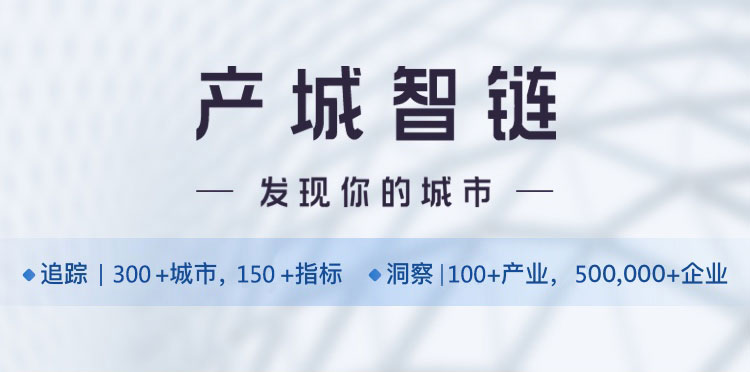 产城智链
— 发现你的城市 —
追踪 | 300+城市, 150+指标 洞察 | 100+产业, 500,000+企业